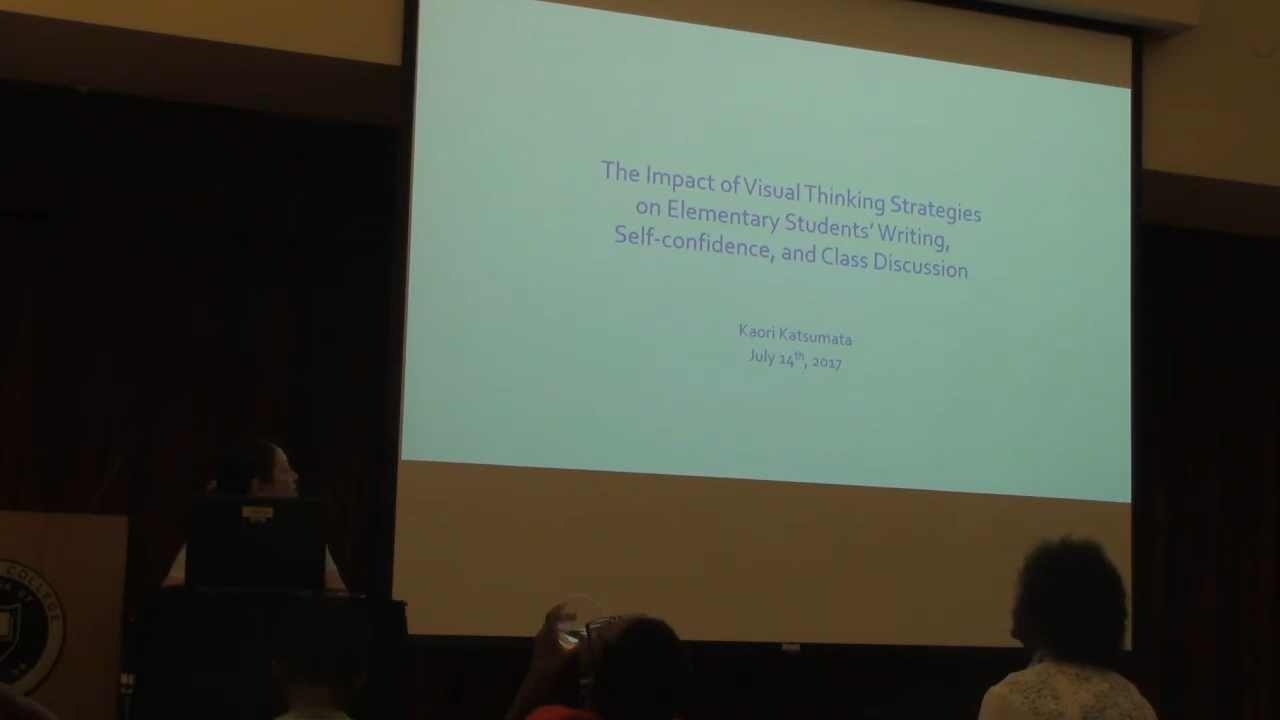 The Impact of Visual Thinking Strategies
on Elementary Students' Writing,
Self-confidence, and Class Discussion
Kaori Katsumata
July 14th, 2017
COLLEGE